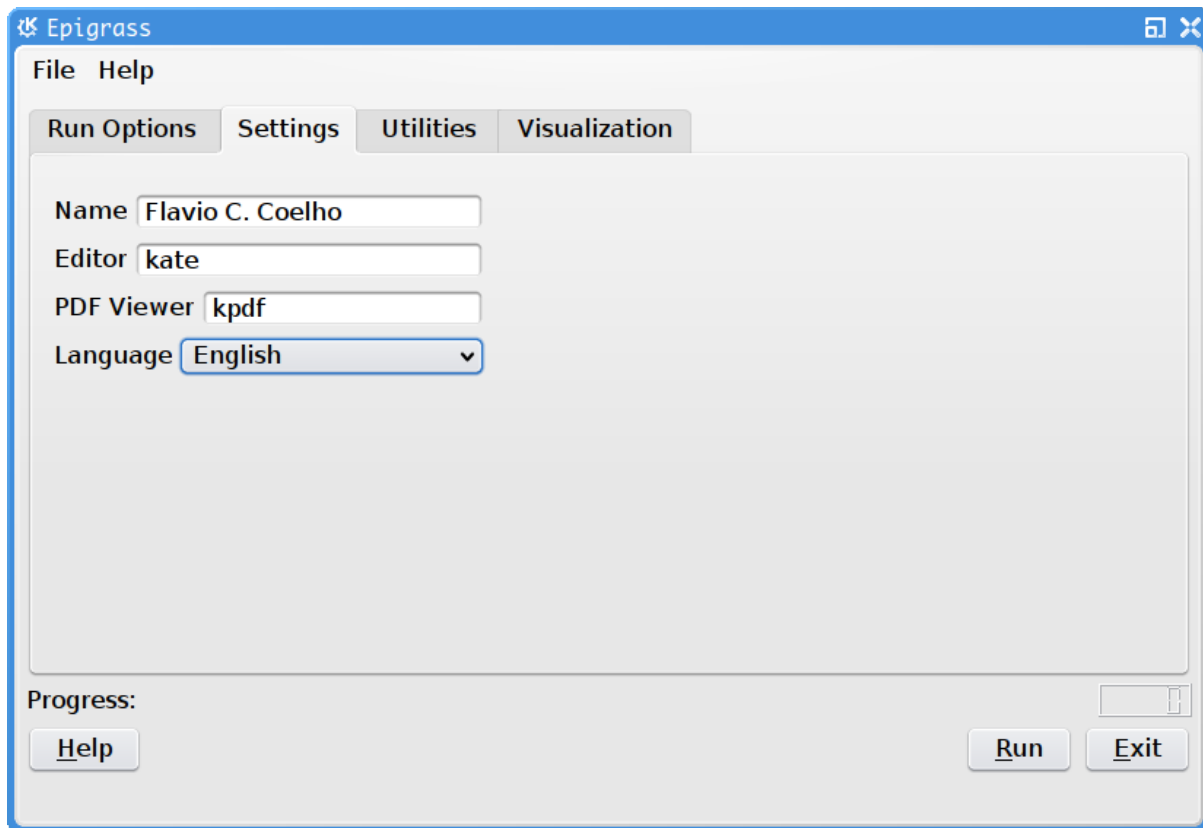 Epigrass
File Help
Run Options Settings Utilities Visualization
Name Flavio C. Coelho
Editor kate
PDF Viewer kpdf
Language English
Progress: 0
Help Run Exit